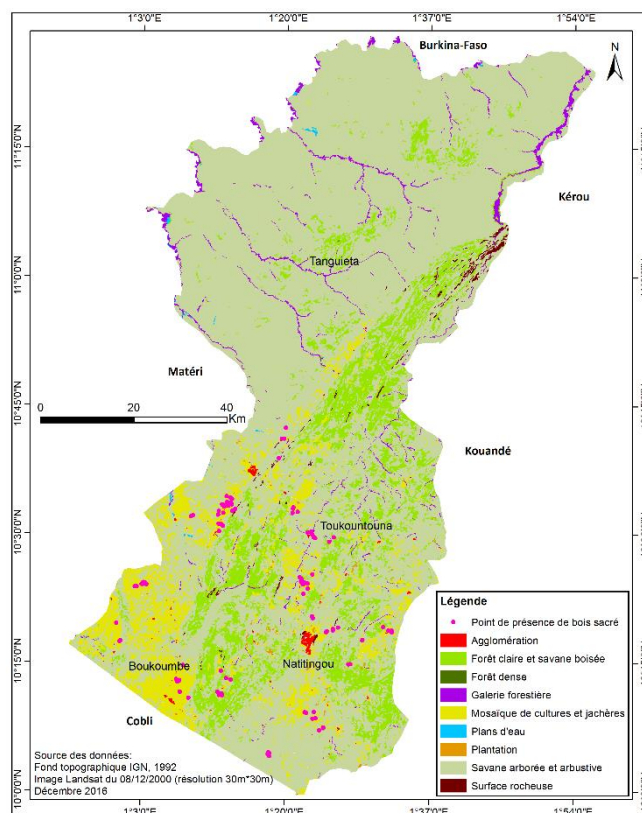 1°3'0"E 1°20'0"E 1°37'0"E 1°54'0"E
Burkina-Faso
N
11°15'0"N
Kérou
Tanguieta
11°0'0"N
Matéri
10°45'0"N
0 20 40
Km
Kouandé
Toukountouna
10°30'0"N
Légende
Point de présence de bois sacré
Agglomération
Forêt claire et savane boisée
Forêt dense
Galerie forestière
Mosaïque de cultures et jachères
Plans d'eau
Plantation
Savane arborée et arbustive
Surface rocheuse
10°15'0"N
Boukoumbe
Natitingou
Cobli
Source des données:
Fond topographique IGN, 1992
Image Landsat du 08/12/2000 (résolution 30m*30m)
Décembre 2016
10°0'0"N
1°3'0"E 1°20'0"E 1°37'0"E 1°54'0"E